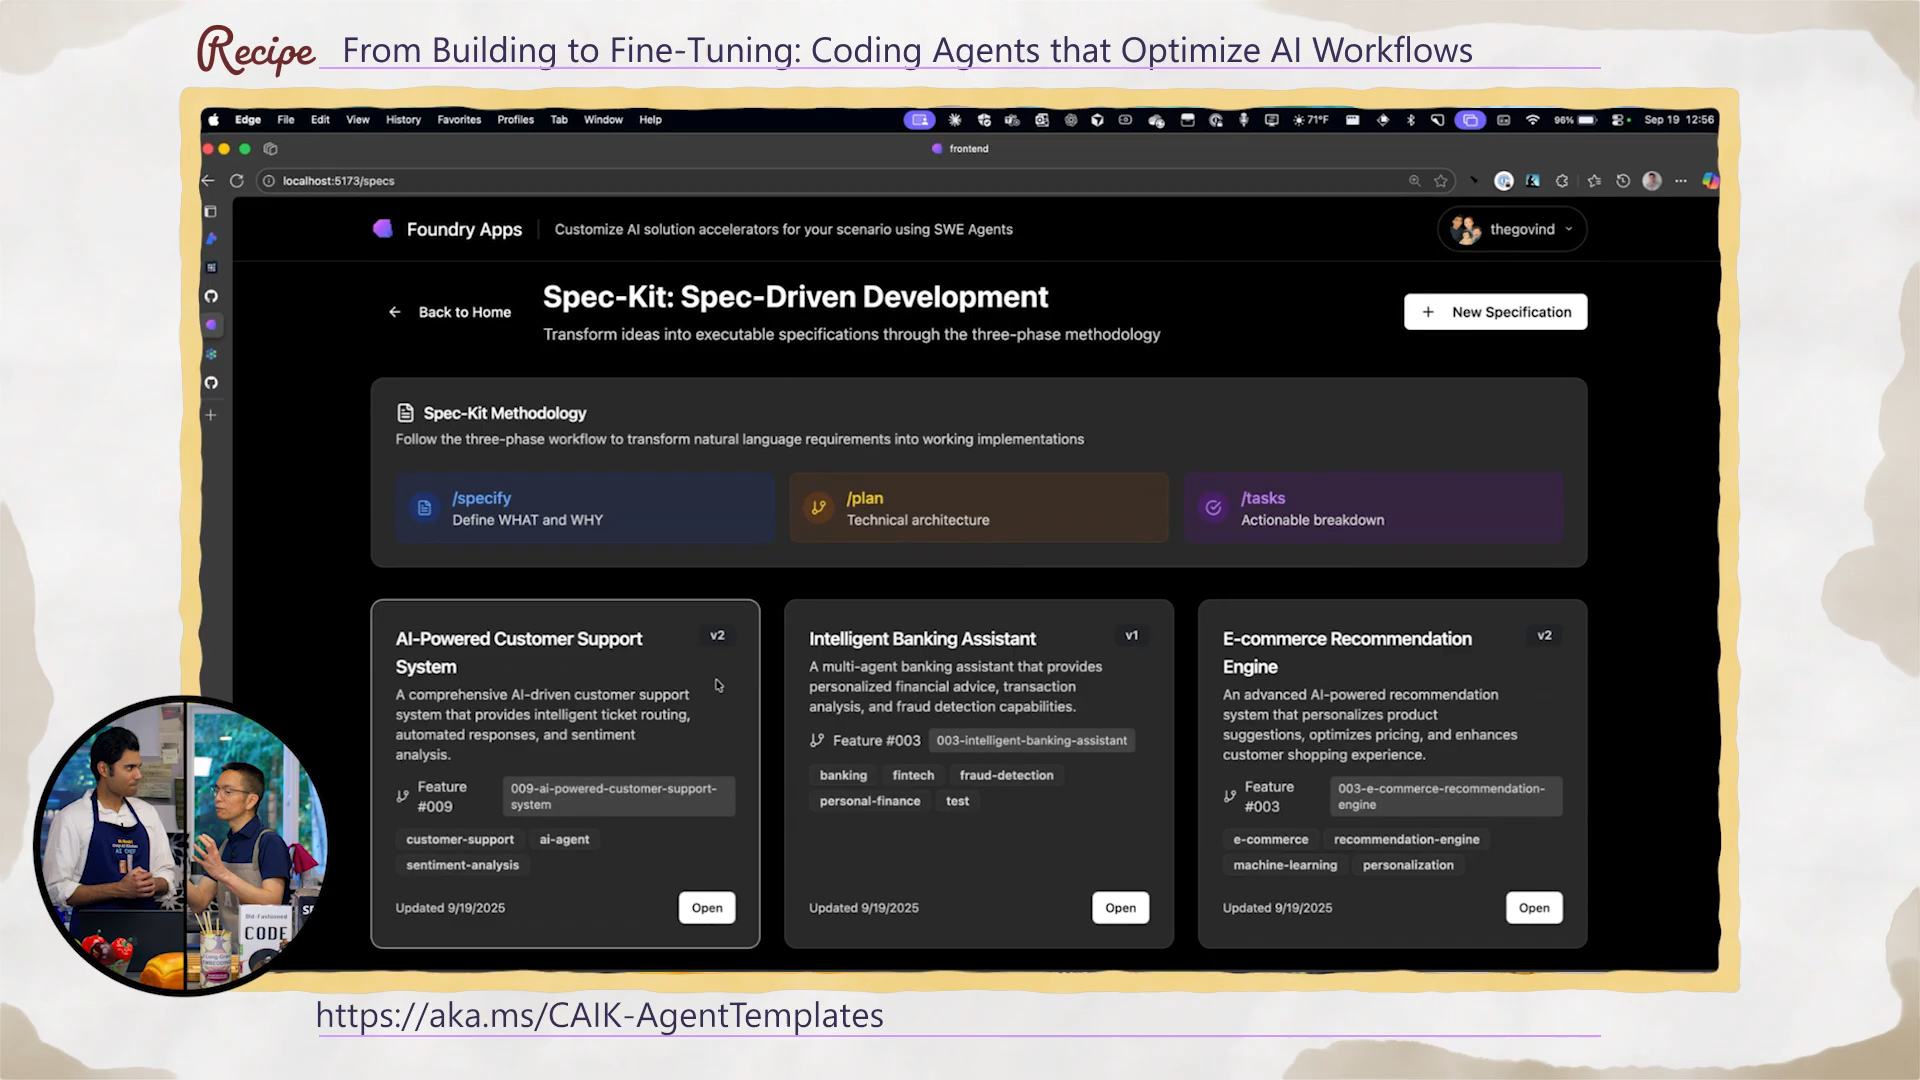 Recipe From Building to Fine-Tuning: Coding Agents that Optimize AI Workflows
Edge File Edit View History Favorites Profiles Tab Window Help 71°F 96% Sep 19 12:56
frontend
localhost:5173/specs
Foundry Apps Customize AI solution accelerators for your scenario using SWE Agents thegovind
Back to Home
Spec-Kit: Spec-Driven Development
Transform ideas into executable specifications through the three-phase methodology
+ New Specification
Spec-Kit Methodology
Follow the three-phase workflow to transform natural language requirements into working implementations
/specify
Define WHAT and WHY
/plan
Technical architecture
/tasks
Actionable breakdown
AI-Powered Customer Support
System
v2
A comprehensive AI-driven customer support
system that provides intelligent ticket routing,
automated responses, and sentiment
analysis.
Feature
#009
009-ai-powered-customer-support-
system
customer-support ai-agent
sentiment-analysis
Updated 9/19/2025 Open
Intelligent Banking Assistant v1
A multi-agent banking assistant that provides
personalized financial advice, transaction
analysis, and fraud detection capabilities.
Feature #003 003-intelligent-banking-assistant
banking fintech fraud-detection
personal-finance test
Updated 9/19/2025 Open
E-commerce Recommendation
Engine
v2
An advanced AI-powered recommendation
system that personalizes product
suggestions, optimizes pricing, and enhances
customer shopping experience.
Feature
#003
003-e-commerce-recommendation-
engine
e-commerce recommendation-engine
machine-learning personalization
Updated 9/19/2025 Open
AI CHEF
Old-Fashioned
CODE
https://aka.ms/CAIK-AgentTemplates